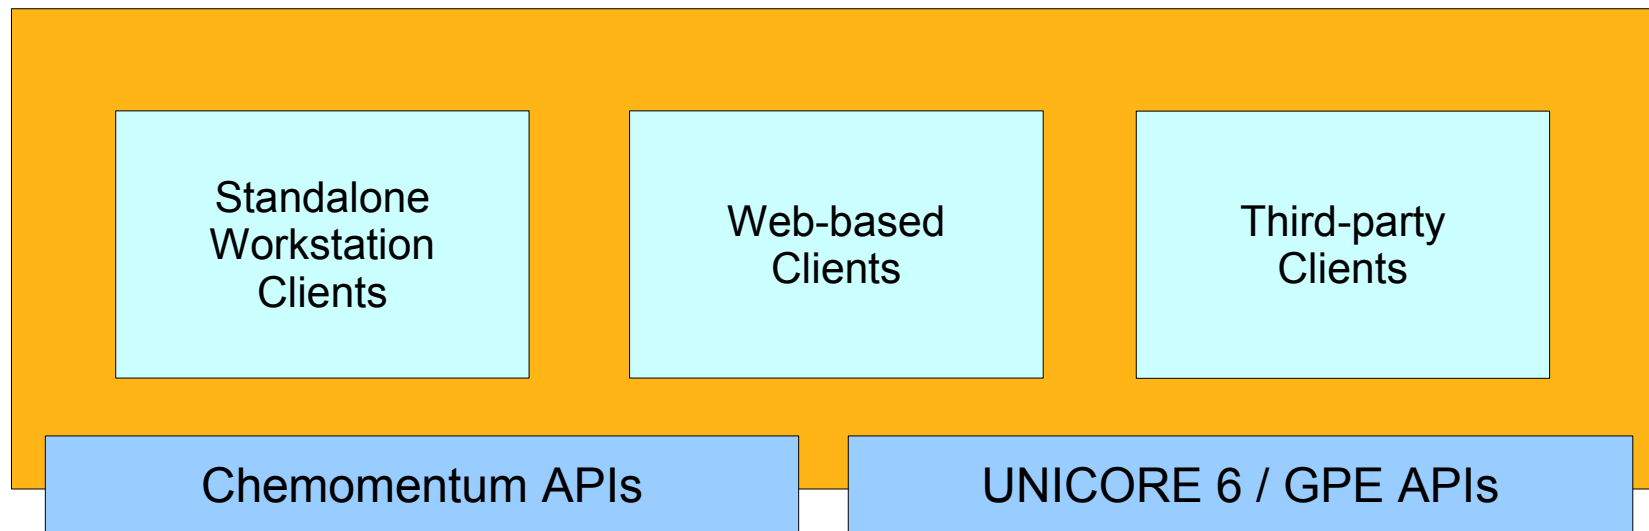 Standalone
Workstation
Clients
Web-based
Clients
Third-party
Clients
Chemomentum APIs
UNICORE 6 / GPE APIs